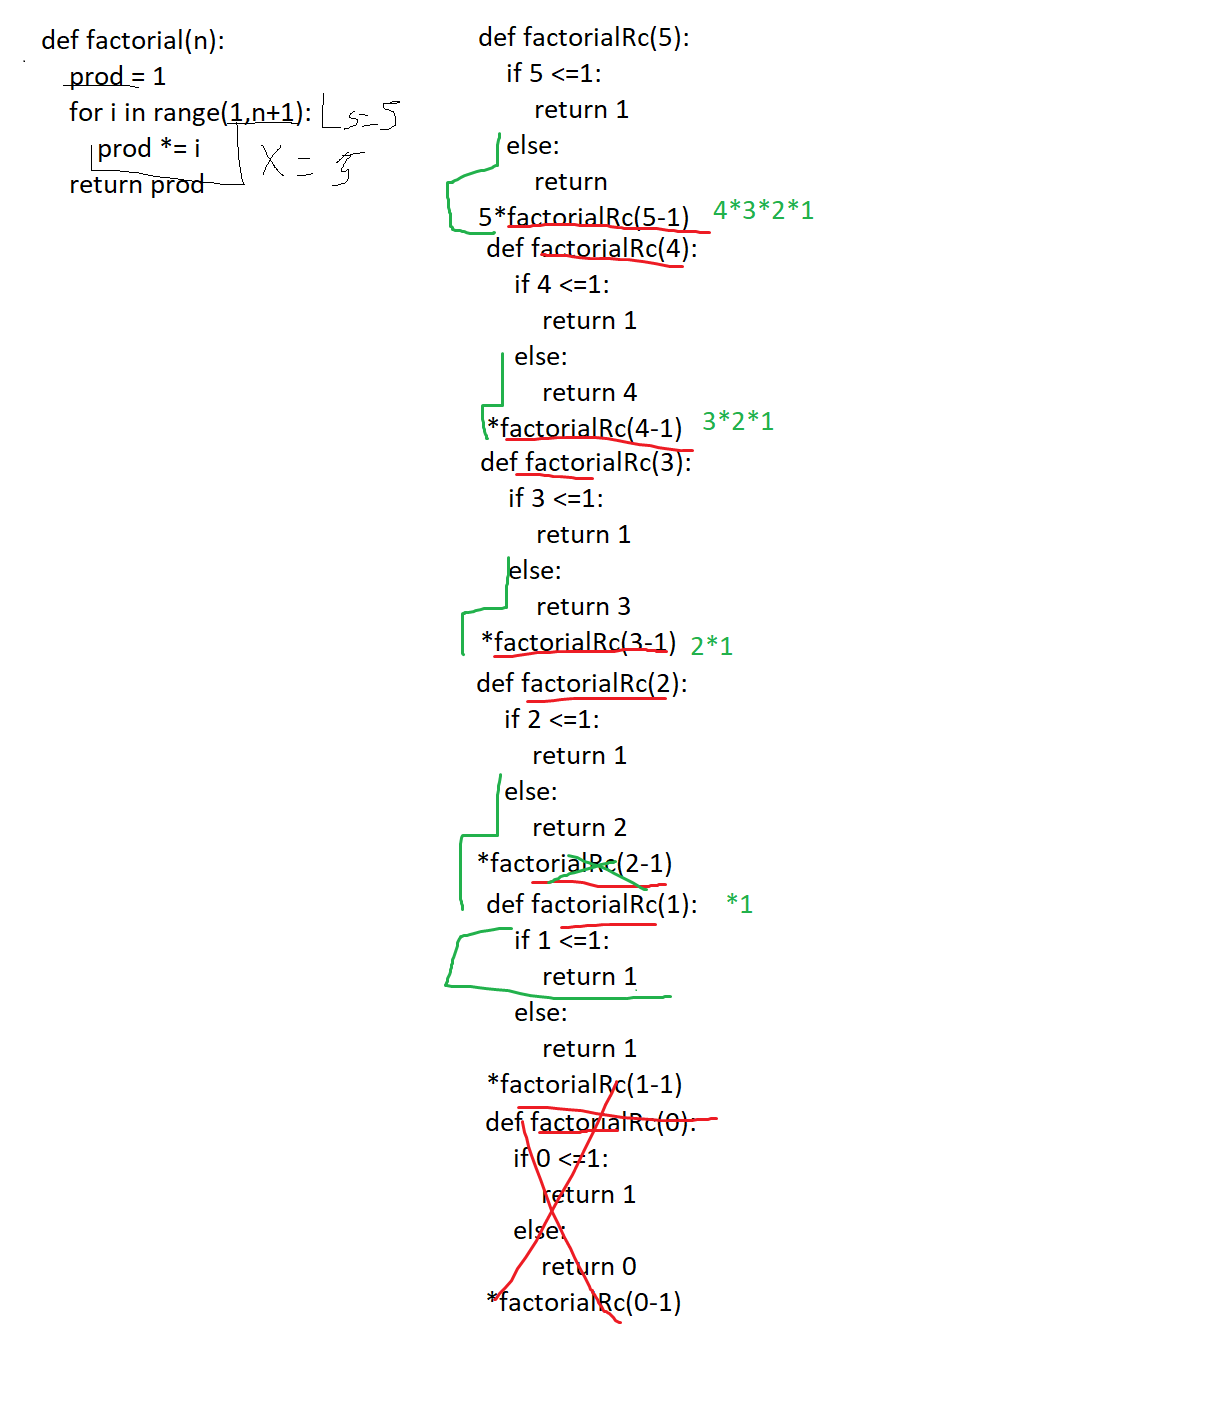 def factorial(n):
prod = 1
for i in range(1,n+1):
prod *= i
return prod
Ls=5
X = 5
def factorialRc(5):
if 5 <=1:
return 1
else:
return
5*factorialRc(5-1) 4*3*2*1
def factorialRc(4):
if 4 <=1:
return 1
else:
return 4
*factorialRc(4-1) 3*2*1
def factorialRc(3):
if 3 <=1:
return 1
else:
return 3
*factorialRc(3-1) 2*1
def factorialRc(2):
if 2 <=1:
return 1
else:
return 2
*factorialRc(2-1)
def factorialRc(1): *1
if 1 <=1:
return 1
else:
return 1
*factorialRc(1-1)
def factorialRc(0):
if 0 <=1:
return 1
else:
return 0
*factorialRc(0-1)